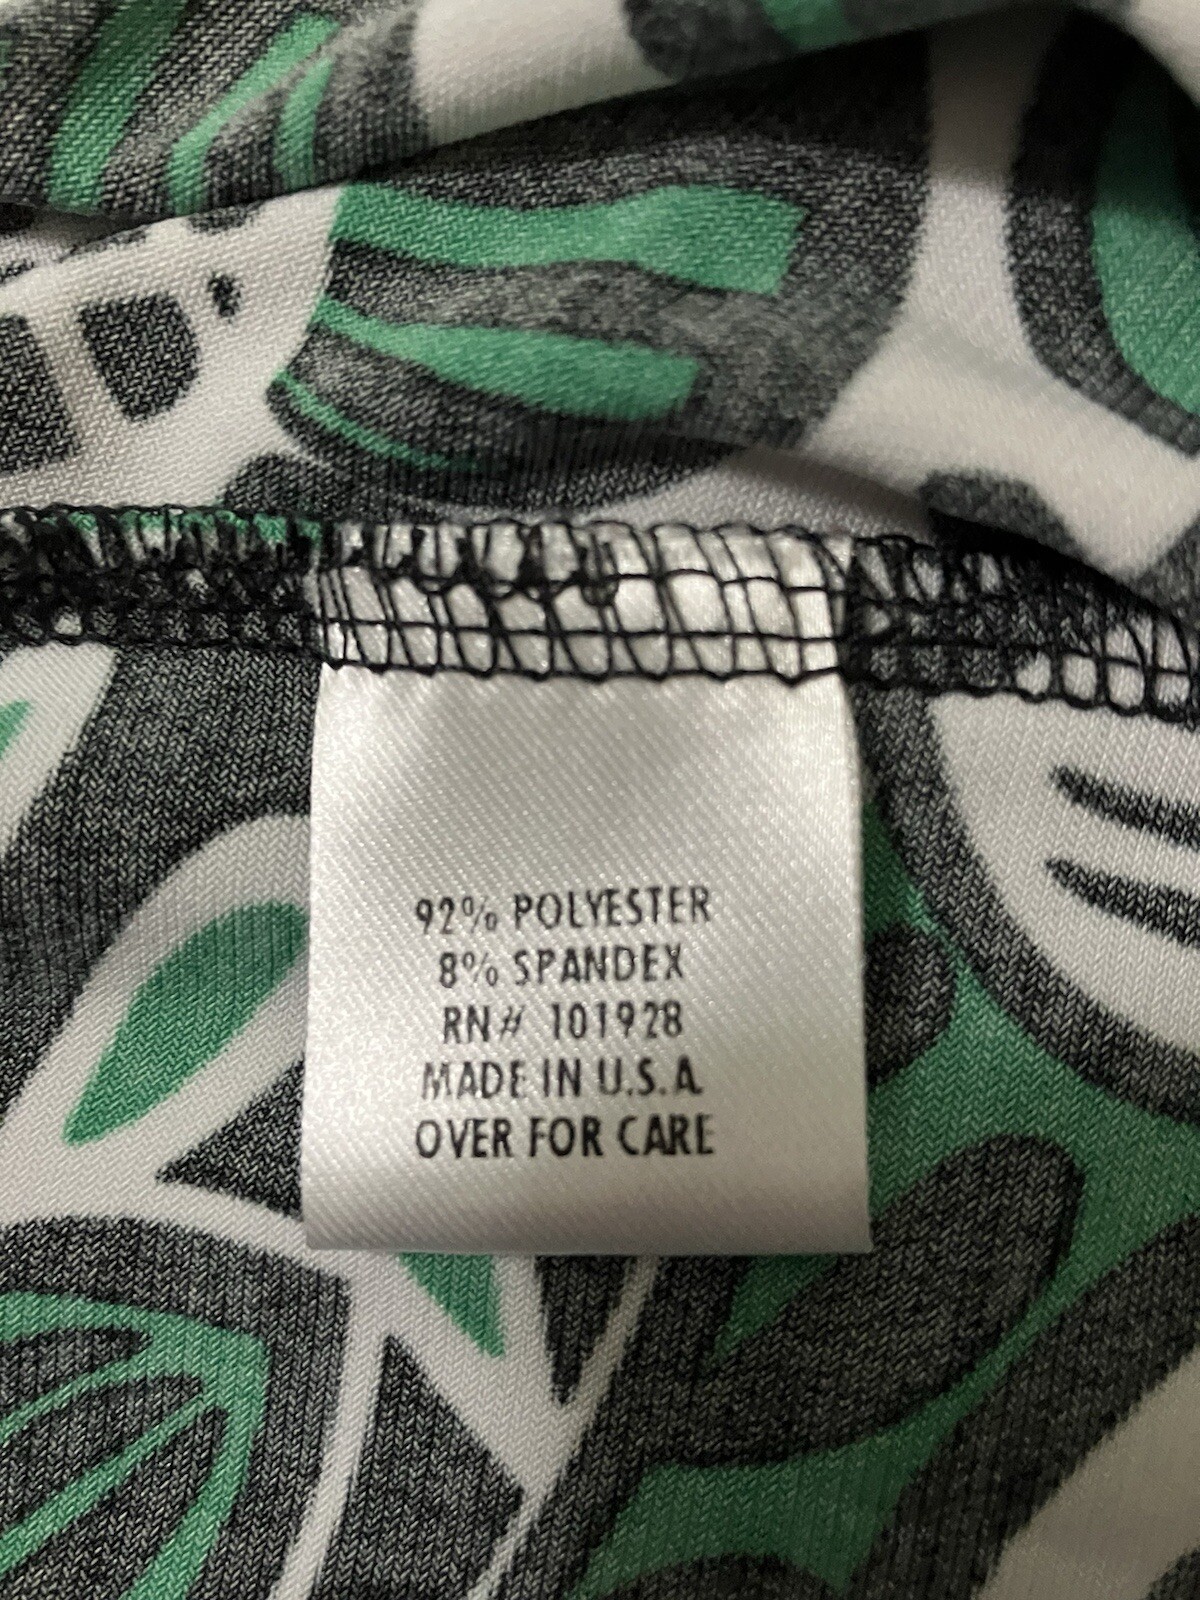 92% POLYESTER
8% SPANDEX
RN# 101928
MADE IN U.S.A.
OVER FOR CARE